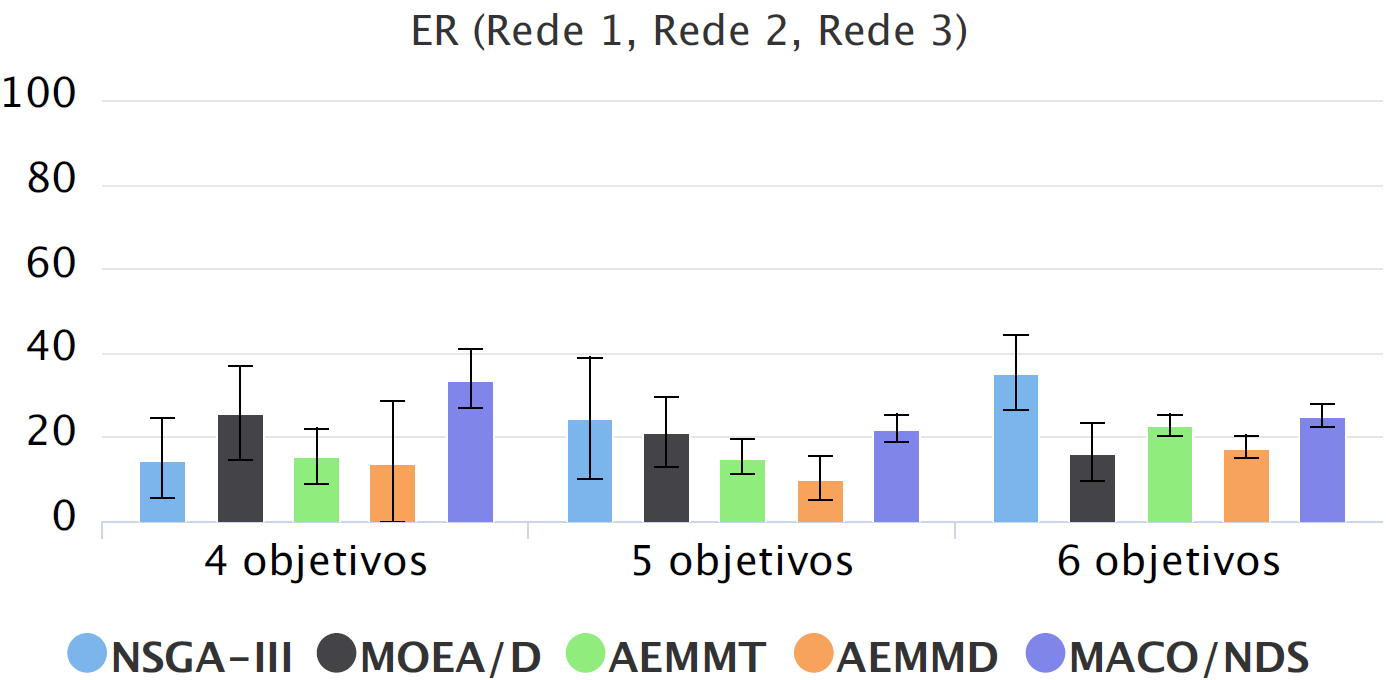 ER (Rede 1, Rede 2, Rede 3)
100
80
60
40
20
0
4 objetivos 5 objetivos 6 objetivos
NSGA-III MOEA/D AEMMT AEMMD MACO/NDS